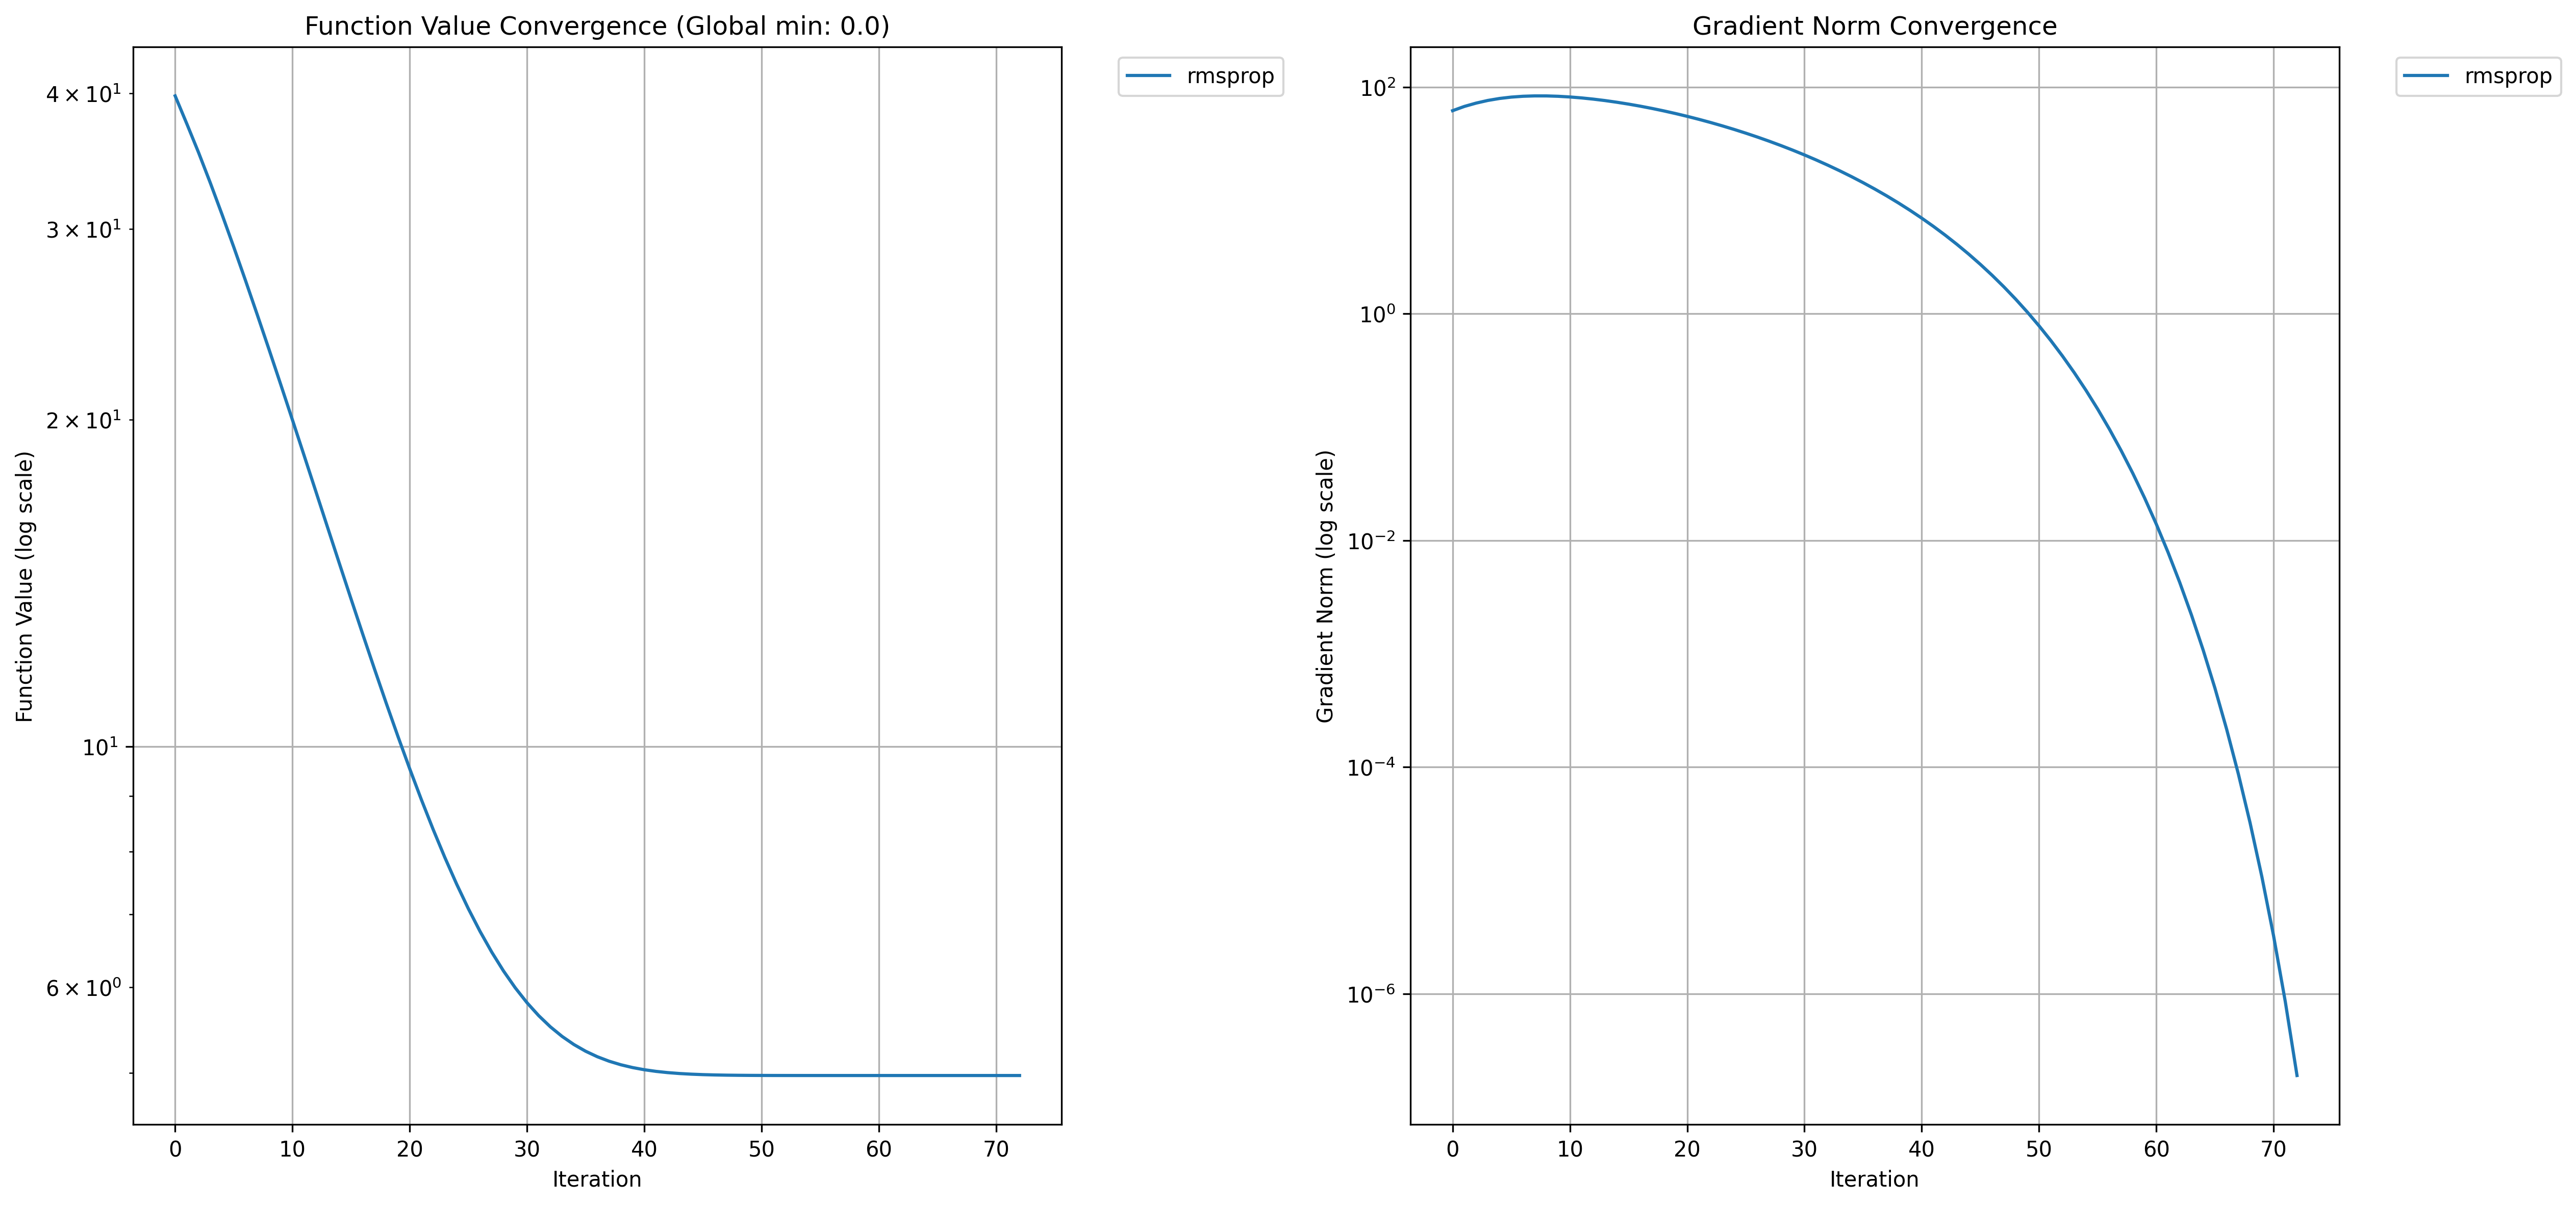 Function Value Convergence (Global min: 0.0)
rmsprop
4 × 10¹
3 × 10¹
2 × 10¹
10¹
6 × 10⁰
Function Value (log scale)
0 10 20 30 40 50 60 70
Iteration
Gradient Norm Convergence
rmsprop
10²
10⁰
10⁻²
10⁻⁴
10⁻⁶
Gradient Norm (log scale)
0 10 20 30 40 50 60 70
Iteration